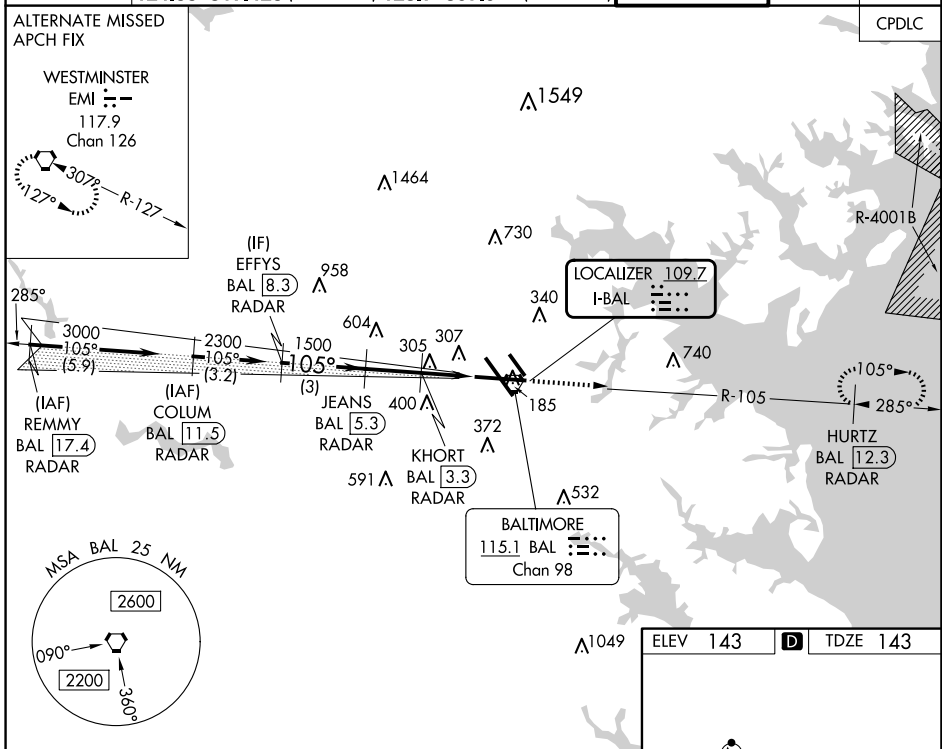 ALTERNATE MISSED
APCH FIX
WESTMINSTER
EMI
117.9
Chan 126
307°
127°
R-127
CPDLC
1549
1464
730
R-4001B
(IF)
EFFYS
BAL 8.3
RADAR
958
LOCALIZER 109.7
I-BAL
340
285°
3000
105°
(5.9)
2300
105°
(3.2)
1500
105°
(3)
604
305
307
740
(IAF)
REMMY
BAL 17.4
RADAR
(IAF)
COLUM
BAL 11.5
RADAR
JEANS
BAL 5.3
RADAR
400
KHORT
BAL 3.3
RADAR
372
185
R-105
105°
285°
HURTZ
BAL 12.3
RADAR
591
532
BALTIMORE
115.1 BAL
Chan 98
MSA BAL 25 NM
2600
090°
2200
360°
1049
ELEV 143 D TDZE 143